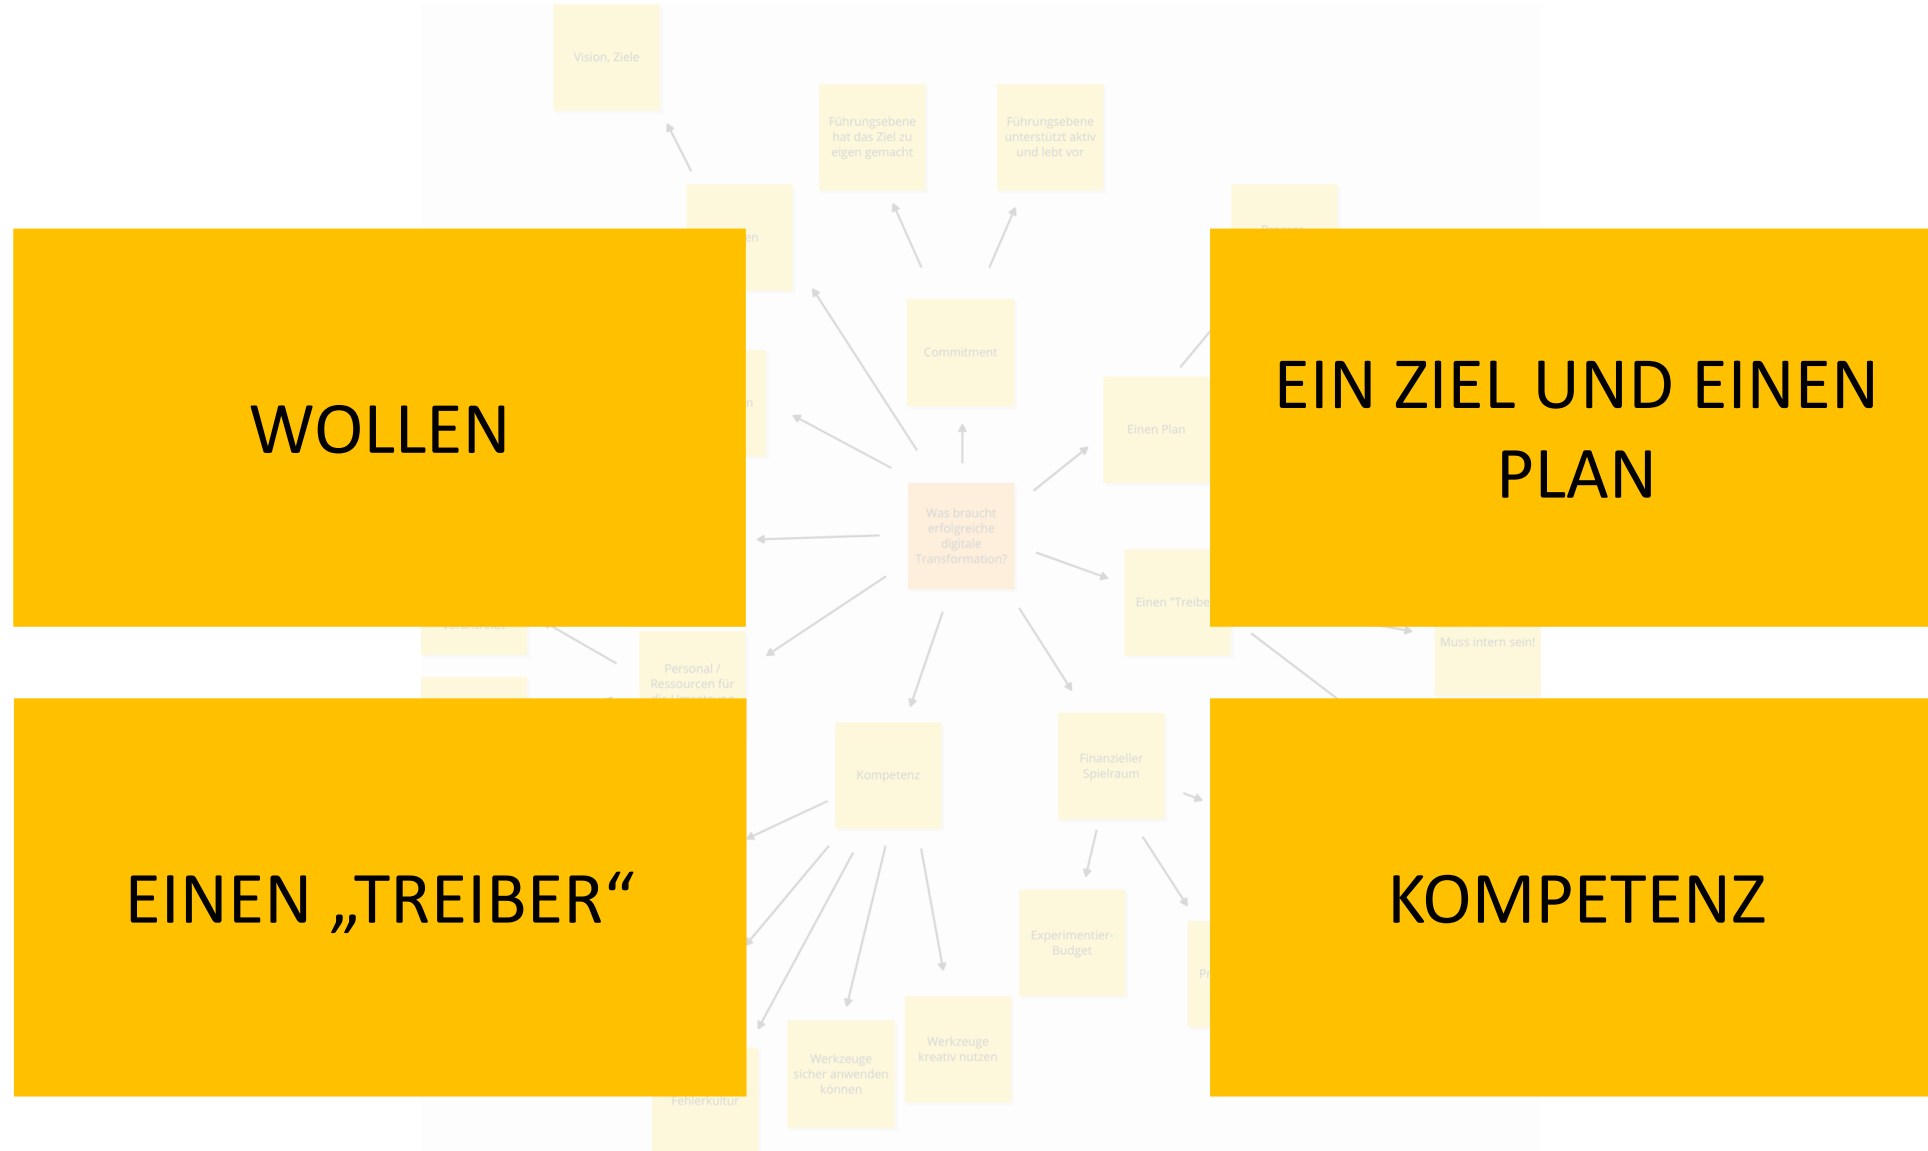 Vision, Ziele
Führungsebene
hat das Ziel zu
eigen gemacht
Führungsebene
unterstützt aktiv
und lebt vor
WOLLEN
EIN ZIEL UND EINEN
PLAN
Commitment
Einen Plan
Was braucht
erfolgreiche
digitale
Transformation?
Muss intern sein!
Personal /
Ressourcen für
Kompetenz
Finanzieller
Spielraum
EINEN „TREIBER“
KOMPETENZ
Experimentier-
Budget
Werkzeuge
kreativ nutzen
Werkzeuge
sicher anwenden
können
Fehlerkultur